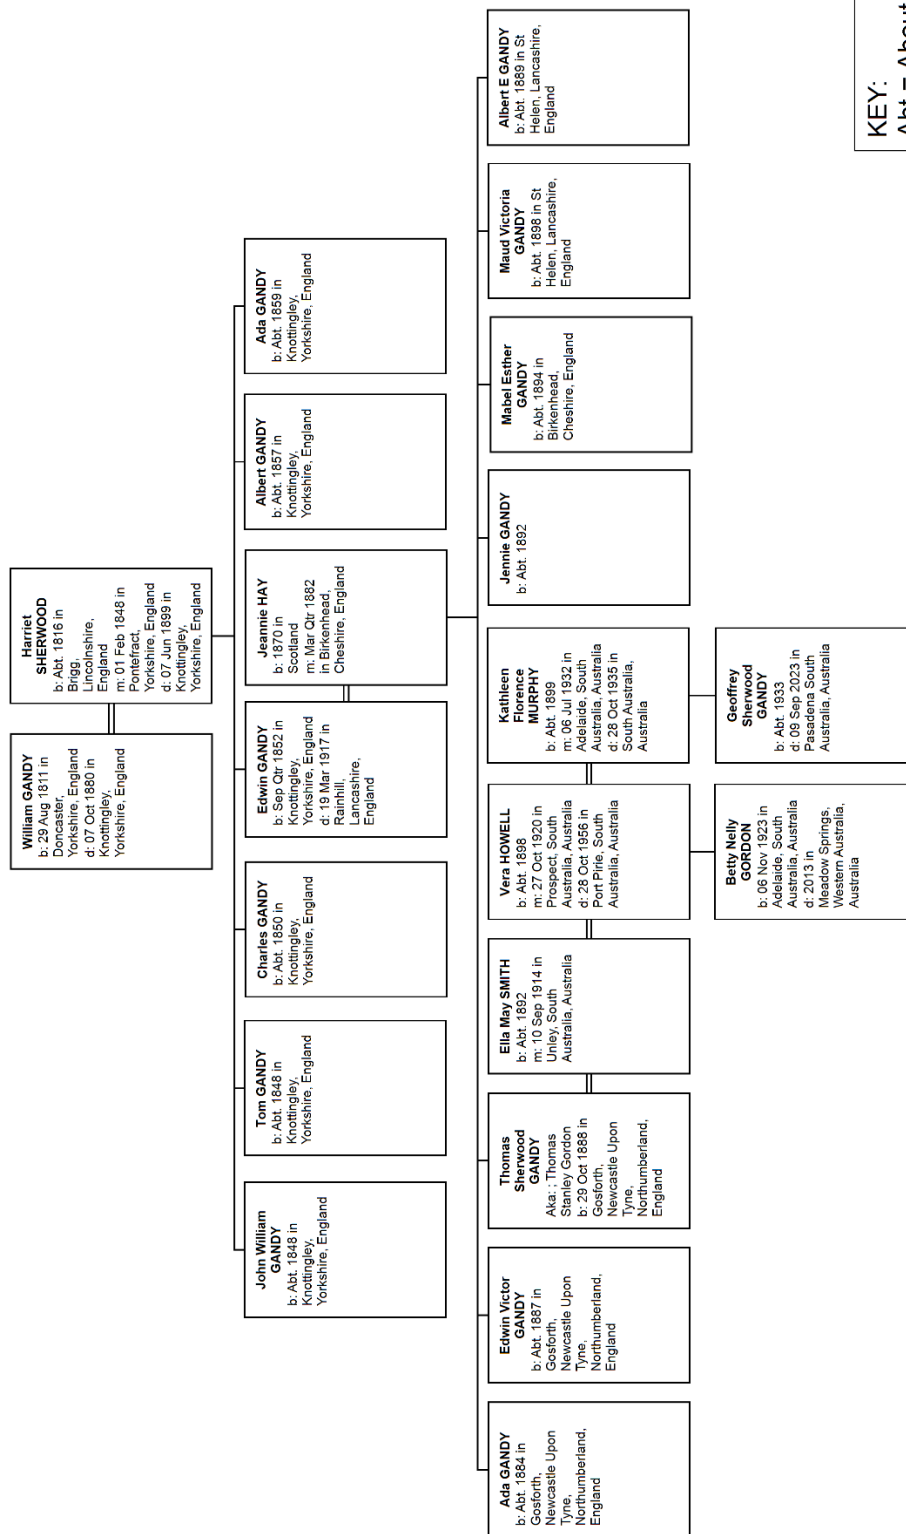 William GANDY
b: 29 Aug 1811 in
Doncaster,
Yorkshire, England
d: 07 Oct 1880 in
Knottingley,
Yorkshire, England
Harriet
SHERWOOD
b: Abt. 1816 in
Brigg,
Lincolnshire,
England
m: 01 Feb 1848 in
Pontefract,
Yorkshire, England
d: 07 Jun 1899 in
Knottingley,
Yorkshire, England
John William
GANDY
b: Abt. 1848 in
Knottingley,
Yorkshire, England
Tom GANDY
b: Abt. 1848 in
Knottingley,
Yorkshire, England
Charles GANDY
b: Abt. 1850 in
Knottingley,
Yorkshire, England
Edwin GANDY
b: Sep Qtr 1852 in
Knottingley,
Yorkshire, England
d: 19 Mar 1917 in
Rainhill,
Lancashire,
England
Jeannie HAY
b: 1870 in
Scotland
m: Mar Qtr 1882
in Birkenhead,
Cheshire, England
Albert GANDY
b: Abt. 1857 in
Knottingley,
Yorkshire, England
Ada GANDY
b: Abt. 1859 in
Knottingley,
Yorkshire, England
Ada GANDY
b: Abt. 1884 in
Gosforth,
Newcastle Upon
Tyne,
Northumberland,
England
Edwin Victor
GANDY
b: Abt. 1887 in
Gosforth,
Newcastle Upon
Tyne,
Northumberland,
England
Thomas
Sherwood
GANDY
Aka: ; Thomas
Stanley Gordon
b: 29 Oct 1888 in
Gosforth,
Newcastle Upon
Tyne,
Northumberland,
England
Ella May SMITH
b: Abt. 1892
m: 10 Sep 1914 in
Unley, South
Australia, Australia
Vera HOWELL
b: Abt. 1898
m: 27 Oct 1920 in
Prospect, South
Australia, Australia
d: 28 Oct 1956 in
Port Pirie, South
Australia, Australia
Kathleen
Florence
MURPHY
b: Abt. 1899
m: 06 Jul 1932 in
Adelaide, South
Australia, Australia
d: 28 Oct 1935 in
South Australia,
Australia
Jennie GANDY
b: Abt. 1892
Mabel Esther
GANDY
b: Abt. 1894 in
Birkenhead,
Cheshire, England
Maud Victoria
GANDY
b: Abt. 1898 in St
Helen, Lancashire,
England
Albert E GANDY
b: Abt. 1889 in St
Helen, Lancashire,
England
Betty Nelly
GORDON
b: 06 Nov 1923 in
Adelaide, South
Australia, Australia
d: 2013 in
Meadow Springs,
Western Australia,
Australia
Geoffrey
Sherwood
GANDY
b: Abt. 1933
d: 09 Sep 2023 in
Pasadena South
Australia, Australia
KEY:
Abt = About